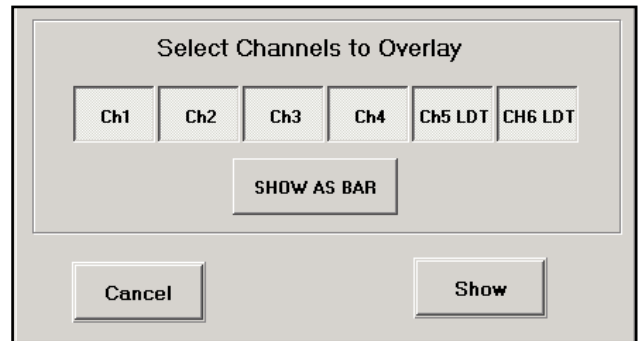 Select Channels to Overlay
Ch1 Ch2 Ch3 Ch4 Ch5 LDT CH6 LDT
SHOW AS BAR
Cancel Show